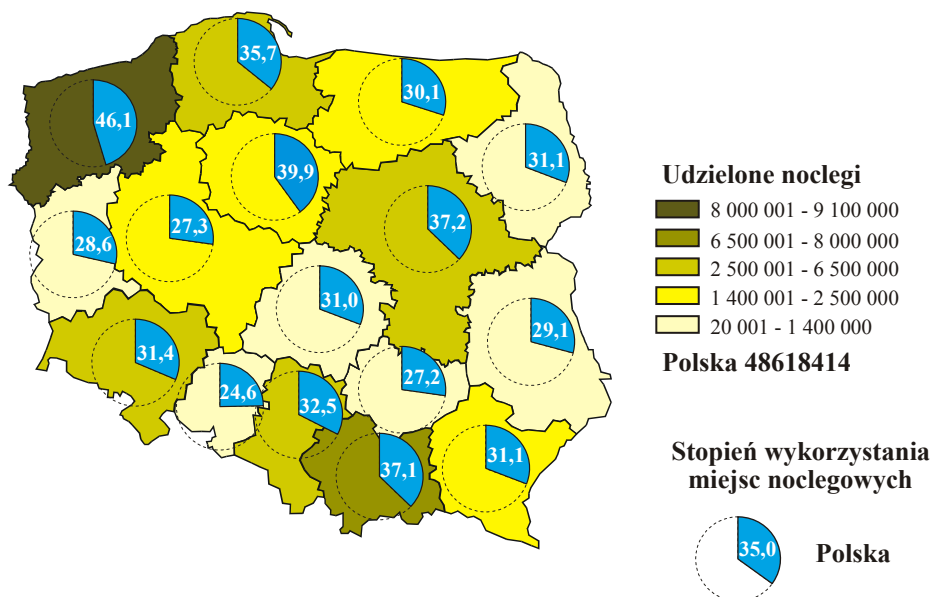 35,7
30,1
46,1
31,1
39,9
37,2
27,3
28,6
31,0
29,1
31,4
27,2
24,6
32,5
37,1
31,1
Udzielone noclegi
8 000 001 - 9 100 000
6 500 001 - 8 000 000
2 500 001 - 6 500 000
1 400 001 - 2 500 000
20 001 - 1 400 000
Polska 48618414
Stopień wykorzystania
miejsc noclegowych
35,0 Polska